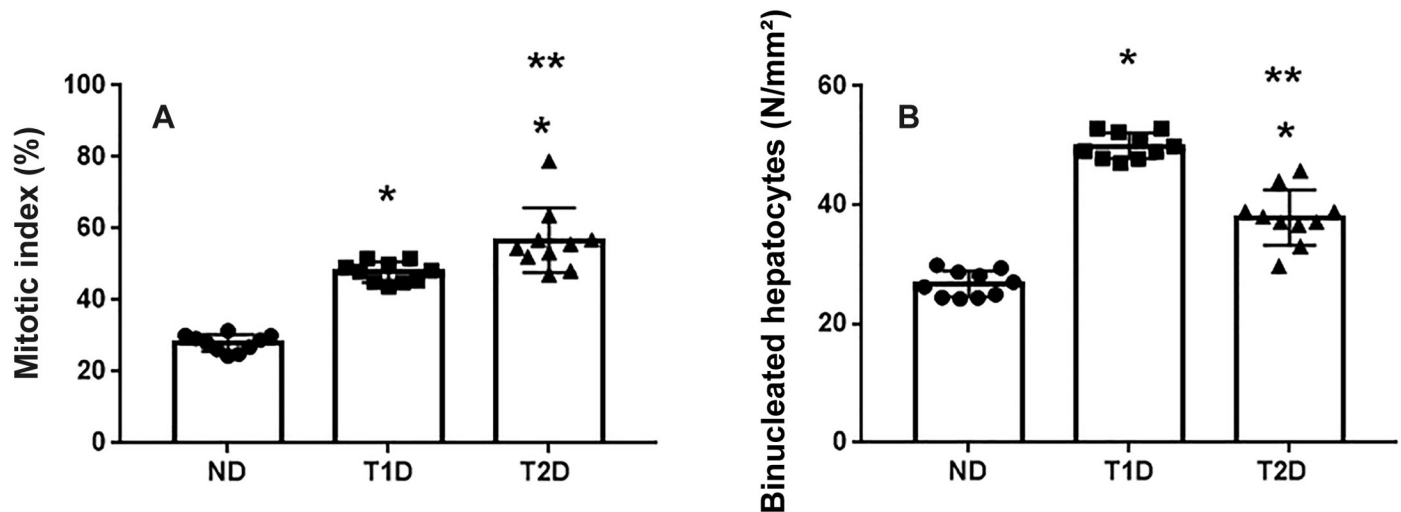 A
Mitotic index (%)
100
80
60
40
20
0
*
**
*
ND
T1D
T2D
B
Binucleated hepatocytes (N/mm²)
60
40
20
0
*
**
*
ND
T1D
T2D